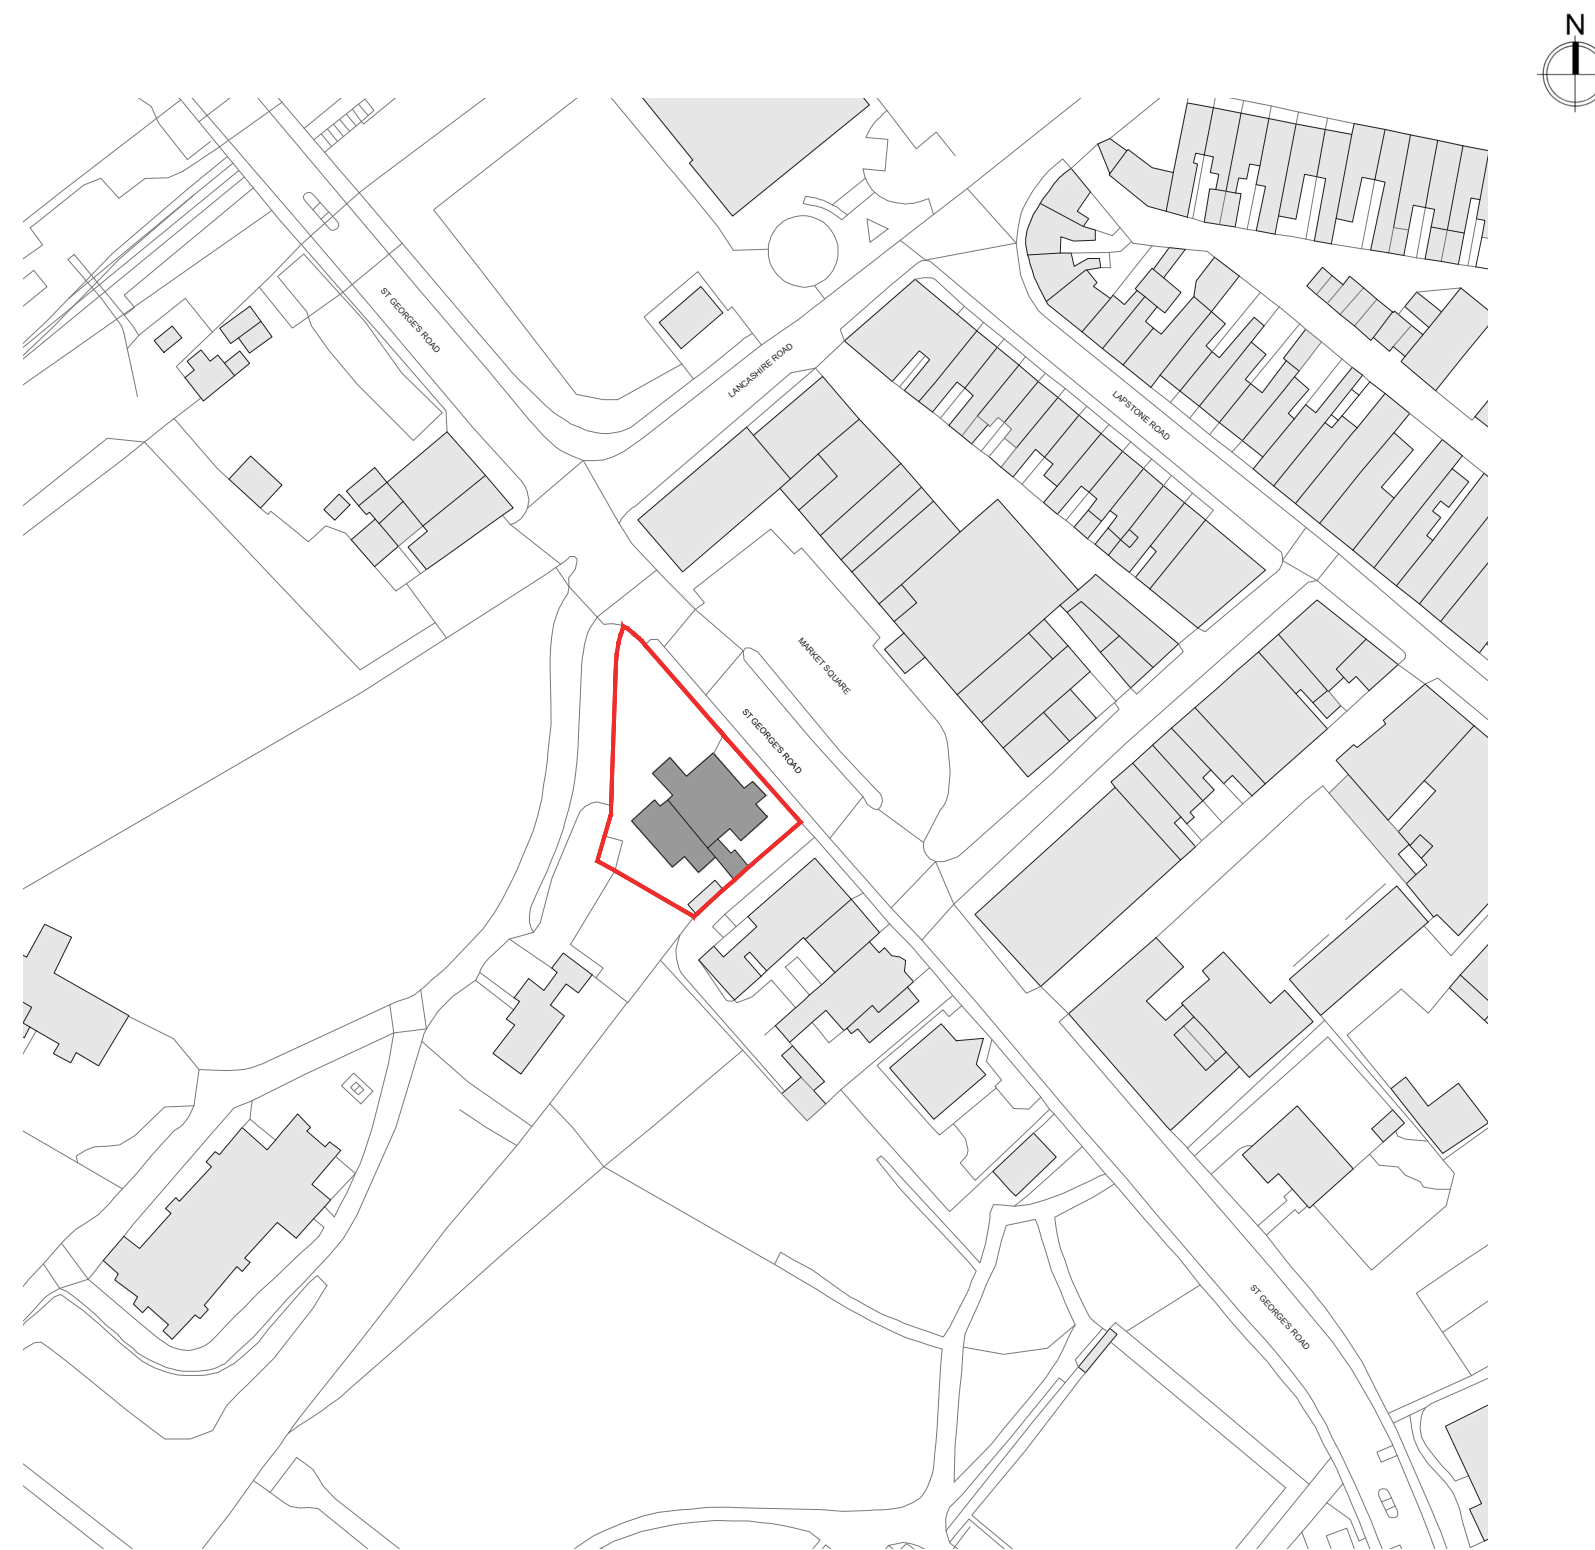 N
ST GEORGE'S ROAD
LANCASHIRE ROAD
LAPSTONE ROAD
MARKET SQUARE
ST GEORGE'S ROAD
ST GEORGE'S ROAD